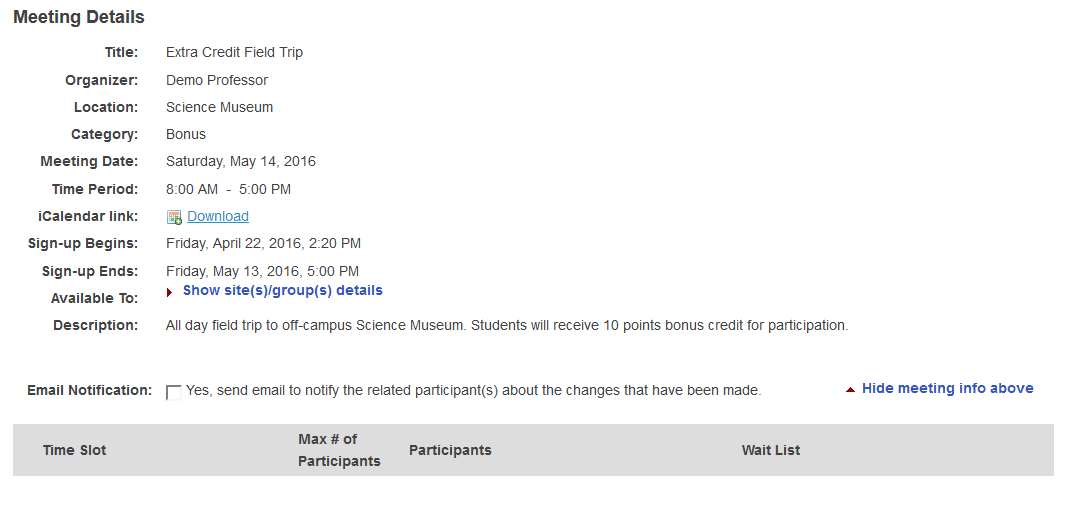 Meeting Details
Title: Extra Credit Field Trip
Organizer: Demo Professor
Location: Science Museum
Category: Bonus
Meeting Date: Saturday, May 14, 2016
Time Period: 8:00 AM - 5:00 PM
iCalendar link: Download
Sign-up Begins: Friday, April 22, 2016, 2:20 PM
Sign-up Ends: Friday, May 13, 2016, 5:00 PM
Available To: Show site(s)/group(s) details
Description: All day field trip to off-campus Science Museum. Students will receive 10 points bonus credit for participation.
Email Notification: Yes, send email to notify the related participant(s) about the changes that have been made. Hide meeting info above
Time Slot Max # of Participants Participants Wait List